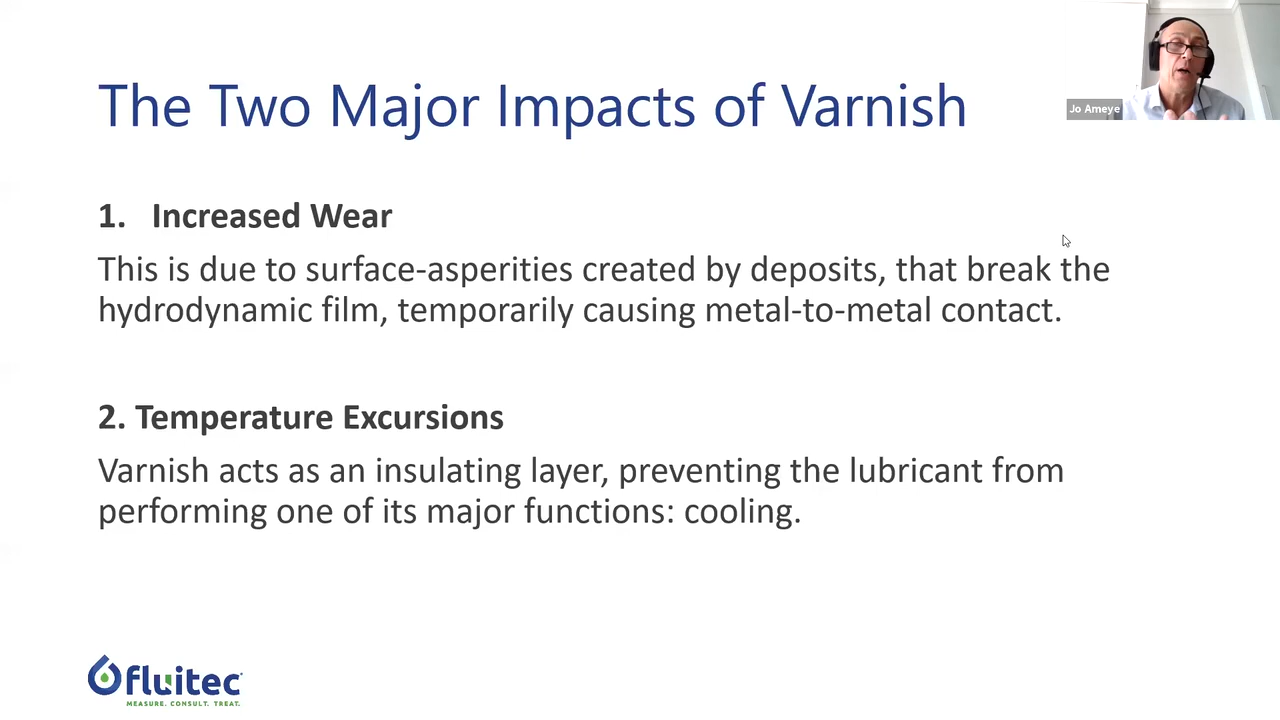 The Two Major Impacts of Varnish
Jo Ameye
1. Increased Wear
This is due to surface-asperities created by deposits, that break the
hydrodynamic film, temporarily causing metal-to-metal contact.
2. Temperature Excursions
Varnish acts as an insulating layer, preventing the lubricant from
performing one of its major functions: cooling.
fluitec
MEASURE. CONSULT. TREAT.